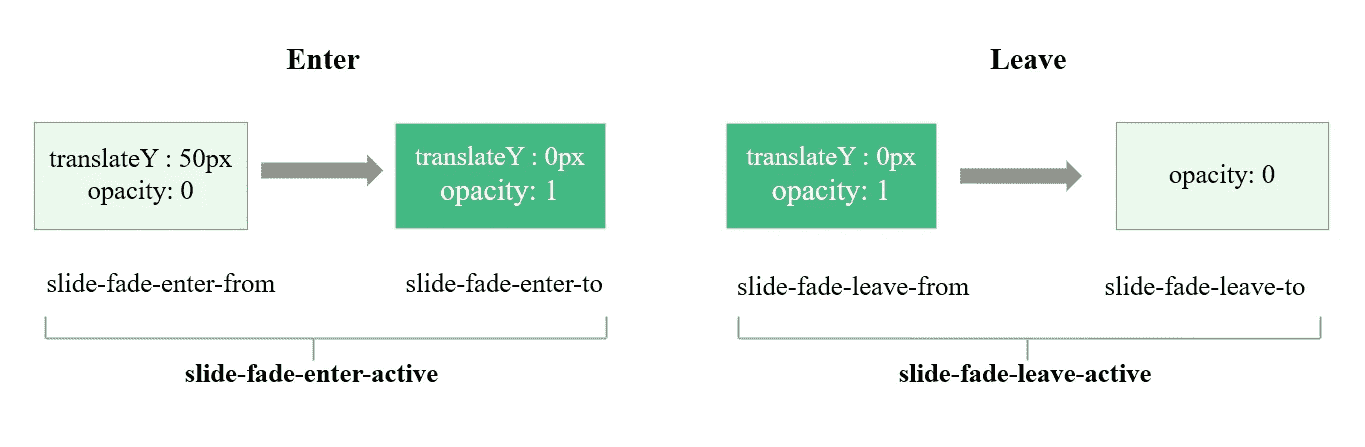 Enter
translateY : 50px
opacity: 0
translateY : 0px
opacity: 1
slide-fade-enter-from
slide-fade-enter-to
slide-fade-enter-active
Leave
translateY : 0px
opacity: 1
opacity: 0
slide-fade-leave-from
slide-fade-leave-to
slide-fade-leave-active